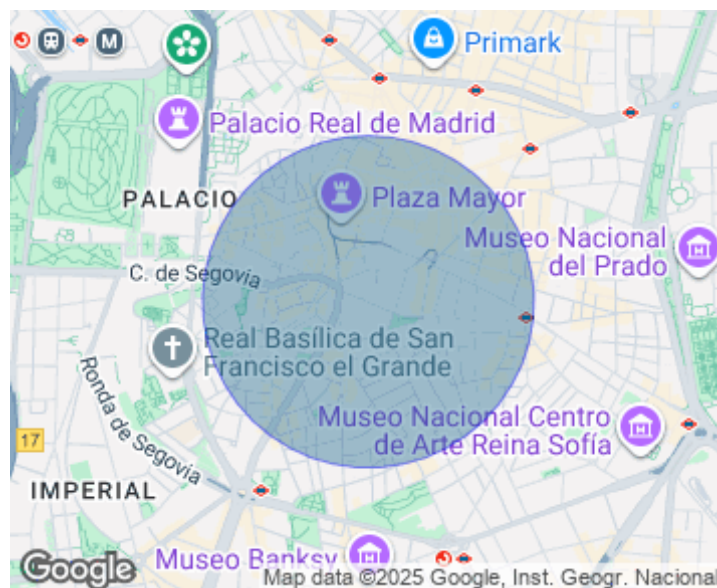 M
Primark
Palacio Real de Madrid
PALACIO
Plaza Mayor
Museo Nacional
del Prado
C. de Segovia
Real Basílica de San
Francisco el Grande
Ronda de Segovia
Museo Nacional Centro
de Arte Reina Sofía
17
IMPERIAL
Museo Banksy
Google
Map data ©2025 Google, Inst. Geogr. Nacional